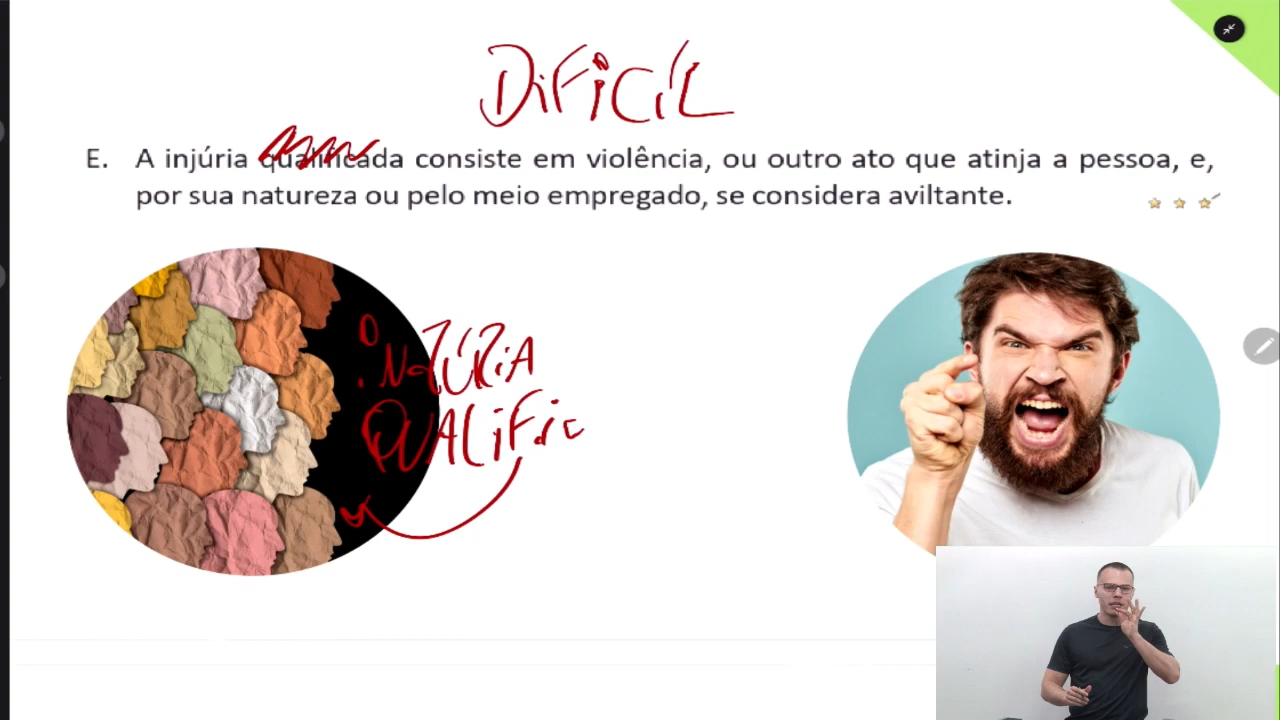 DIFICIL
E. A injúria qualificada consiste em violência, ou outro ato que atinja a pessoa, e,
por sua natureza ou pelo meio empregado, se considera aviltante.
QUALIFIC